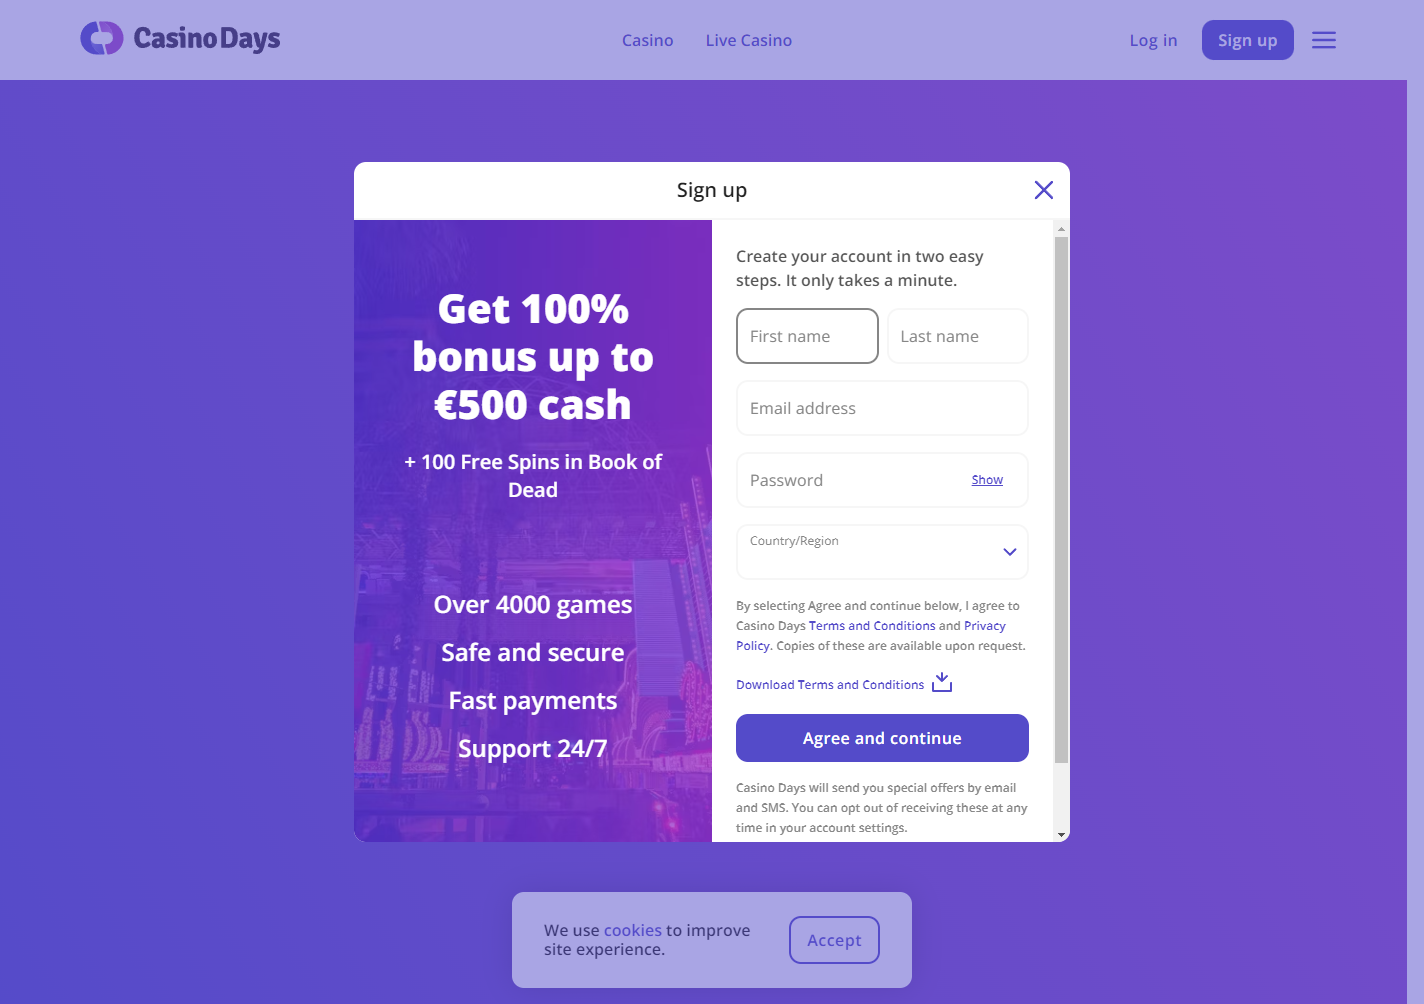 CasinoDays
Casino
Live Casino
Log in
Sign up
Sign up
Get 100%
bonus up to
€500 cash
+ 100 Free Spins in Book of
Dead
Over 4000 games
Safe and secure
Fast payments
Support 24/7
Create your account in two easy
steps. It only takes a minute.
First name
Last name
Email address
Password
Show
Country/Region
By selecting Agree and continue below, I agree to
Casino Days Terms and Conditions and Privacy
Policy. Copies of these are available upon request.
Download Terms and Conditions
Agree and continue
Casino Days will send you special offers by email
and SMS. You can opt out of receiving these at any
time in your account settings.
We use cookies to improve
site experience.
Accept